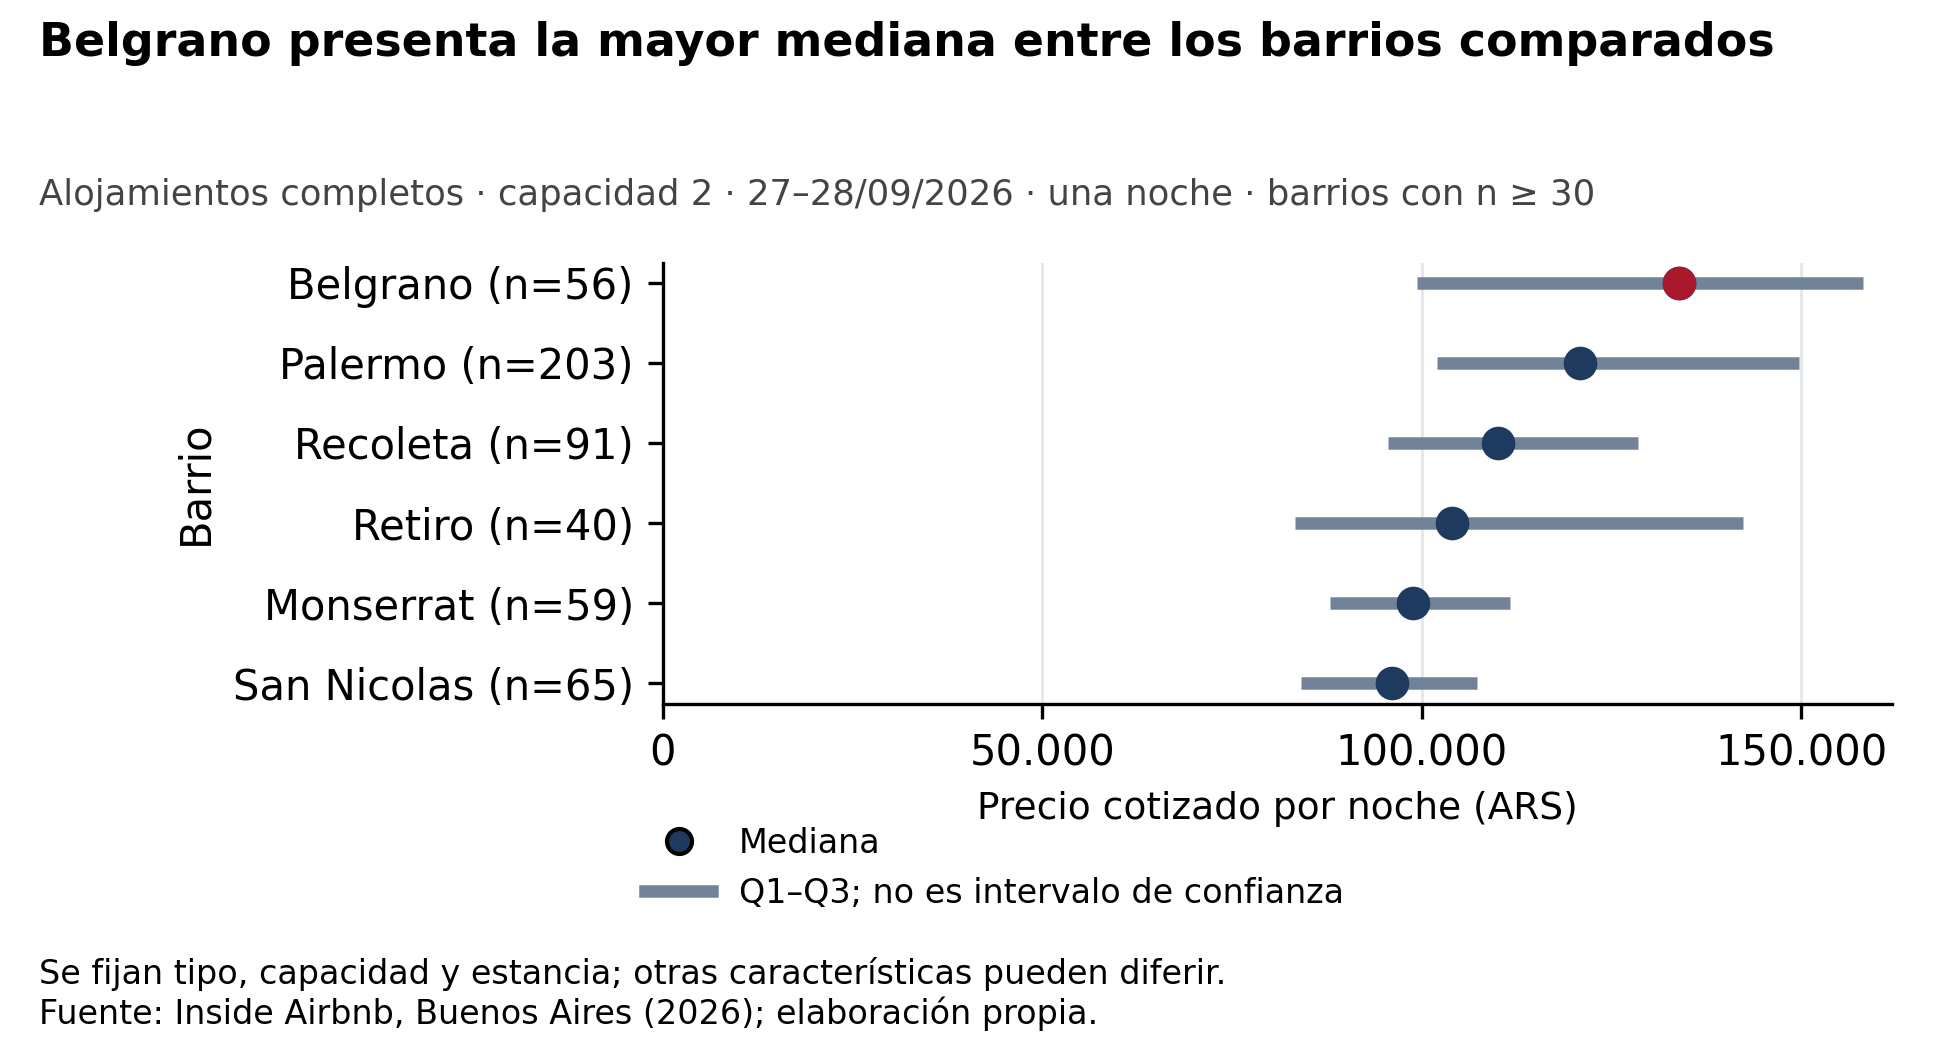 Belgrano presenta la mayor mediana entre los barrios comparados
Alojamientos completos · capacidad 2 · 27–28/09/2026 · una noche · barrios con n ≥ 30
Barrio
Belgrano (n=56)
Palermo (n=203)
Recoleta (n=91)
Retiro (n=40)
Monserrat (n=59)
San Nicolas (n=65)
0 50.000 100.000 150.000
Precio cotizado por noche (ARS)
Mediana
Q1–Q3; no es intervalo de confianza
Se fijan tipo, capacidad y estancia; otras características pueden diferir.
Fuente: Inside Airbnb, Buenos Aires (2026); elaboración propia.